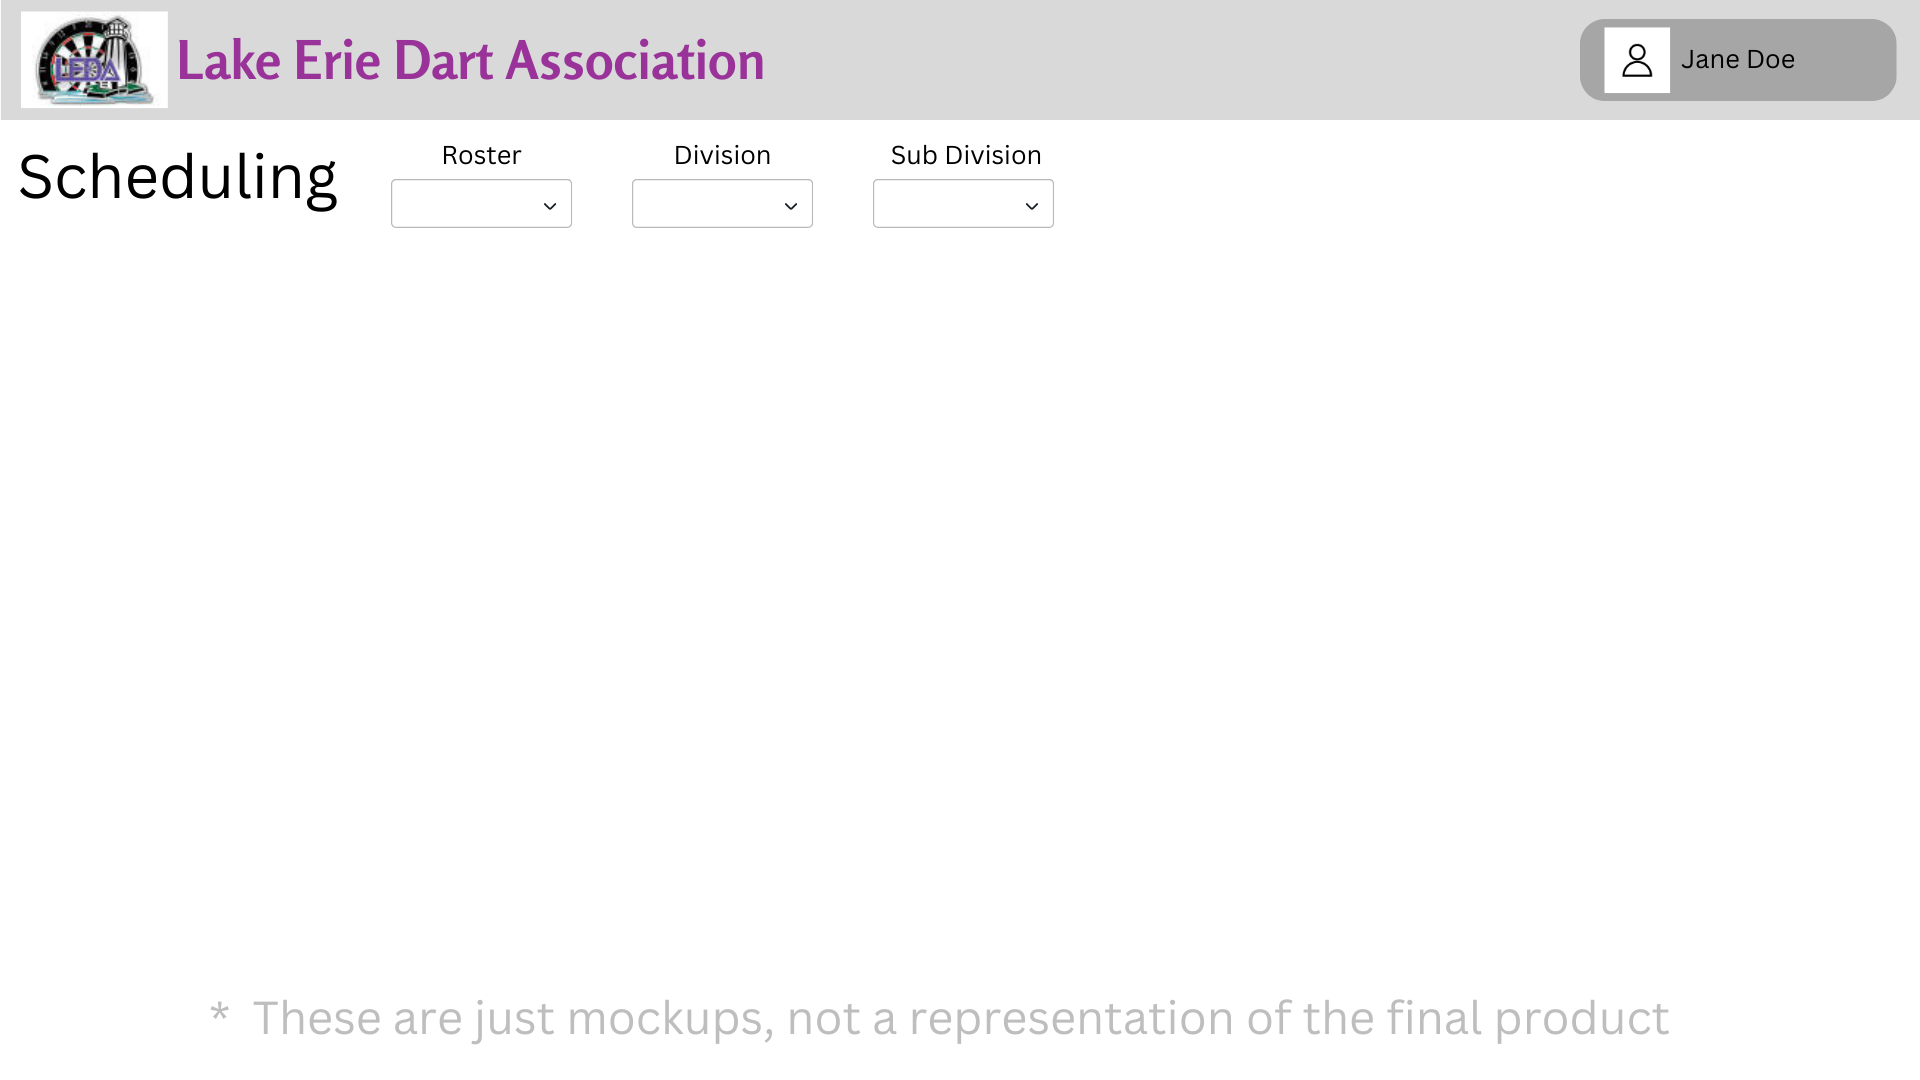 LEDA
Lake Erie Dart Association
Jane Doe
Scheduling
Roster
Division
Sub Division
* These are just mockups, not a representation of the final product